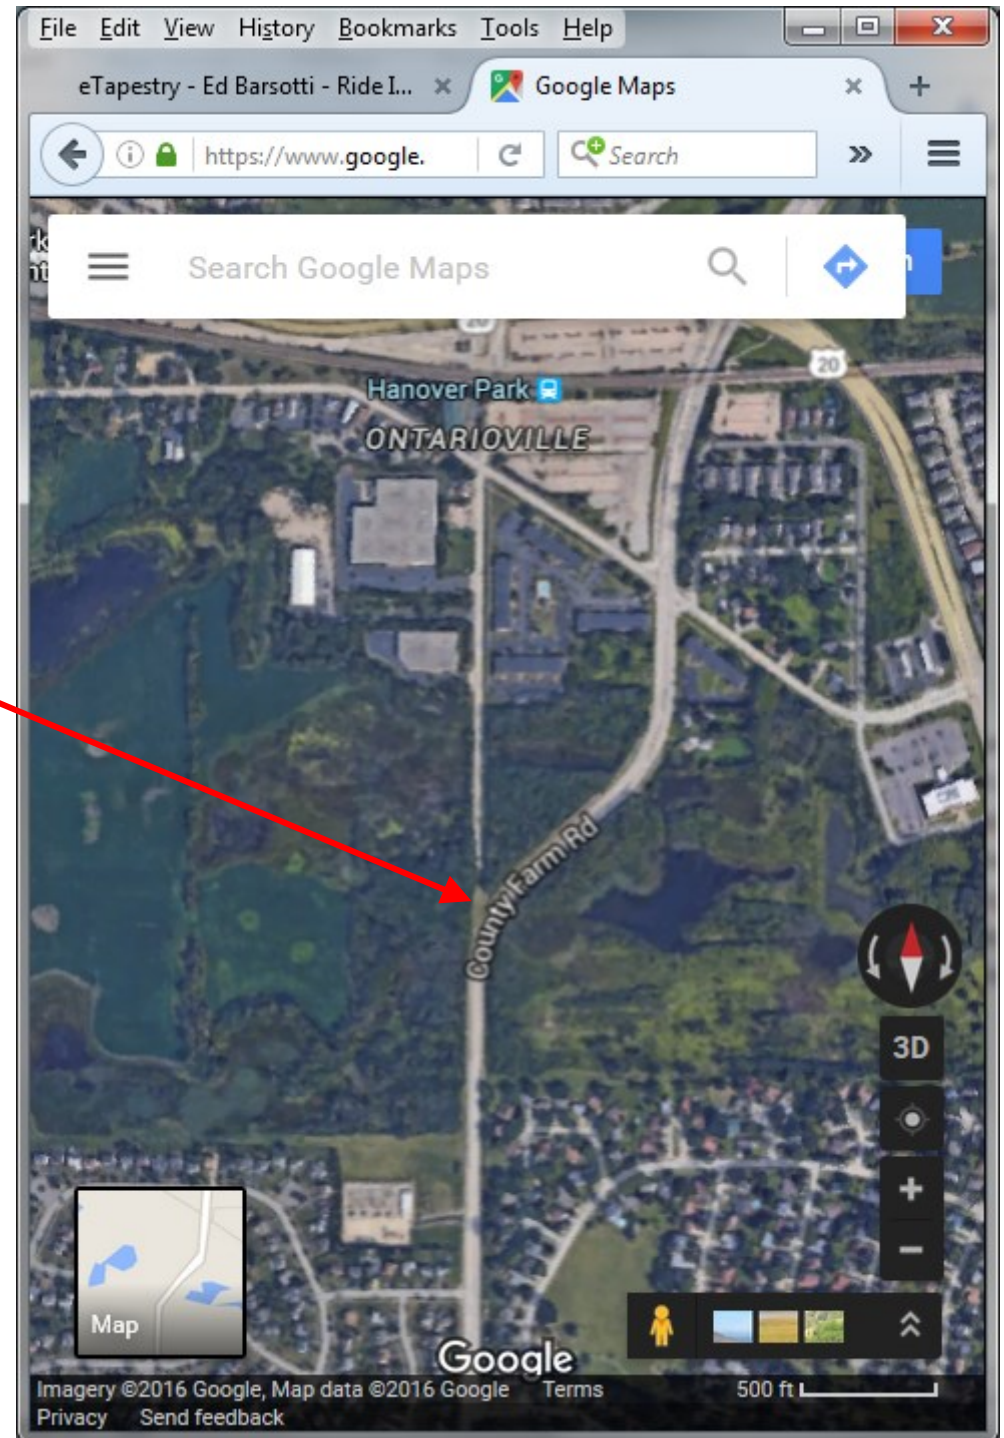 File Edit View History Bookmarks Tools Help
eTapestry - Ed Barsotti - Ride I... × Google Maps × +
https://www.google. Search »
Search Google Maps
20
20
Hanover Park
ONTARIOVILLE
County Farm Rd
3D
+
−
Map
Google
Imagery ©2016 Google, Map data ©2016 Google Terms 500 ft
Privacy Send feedback